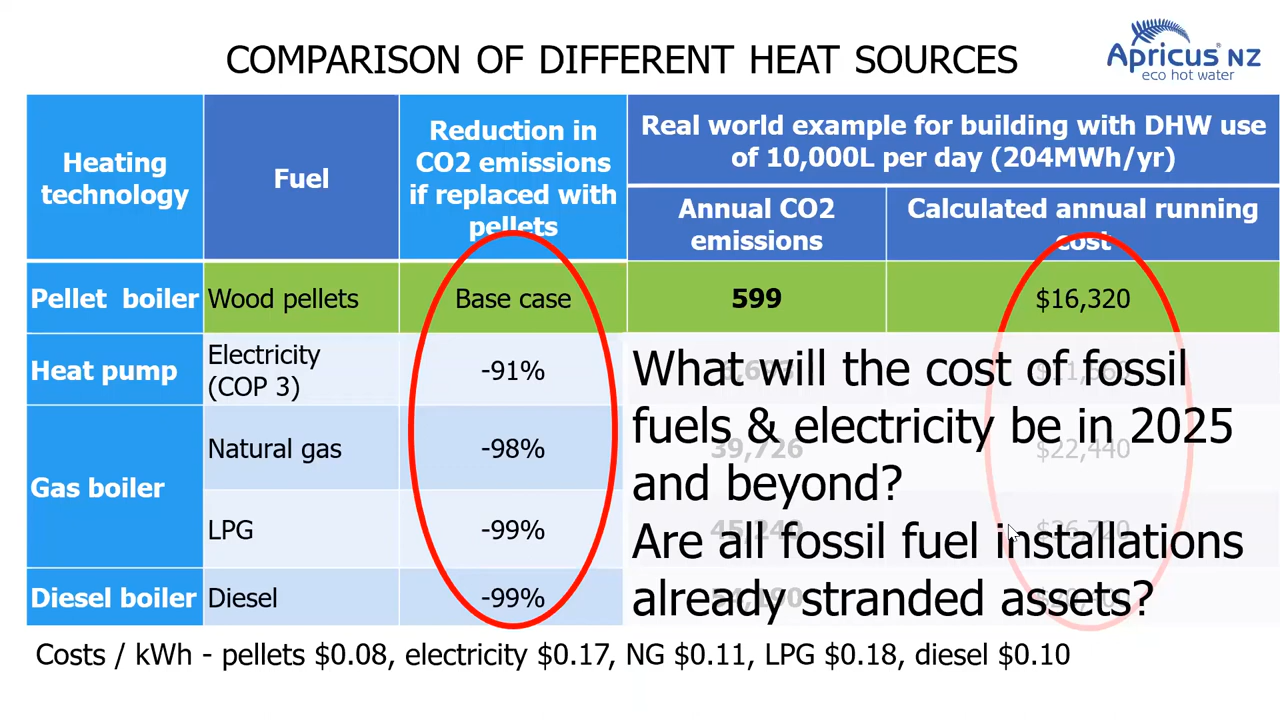 COMPARISON OF DIFFERENT HEAT SOURCES
Apricus NZ
eco hot water
Heating
technology
Fuel
Reduction in
CO2 emissions
if replaced with
pellets
Real world example for building with DHW use
of 10,000L per day (204MWh/yr)
Annual CO2
emissions
Calculated annual running
cost
Pellet boiler
Wood pellets
Base case
599
$16,320
Heat pump
Electricity
(COP 3)
-91%
Gas boiler
Natural gas
-98%
39,726
$22,440
LPG
-99%
45,240
$36,720
Diesel boiler
Diesel
-99%
What will the cost of fossil
fuels & electricity be in 2025
and beyond?
Are all fossil fuel installations
already stranded assets?
Costs / kWh - pellets $0.08, electricity $0.17, NG $0.11, LPG $0.18, diesel $0.10